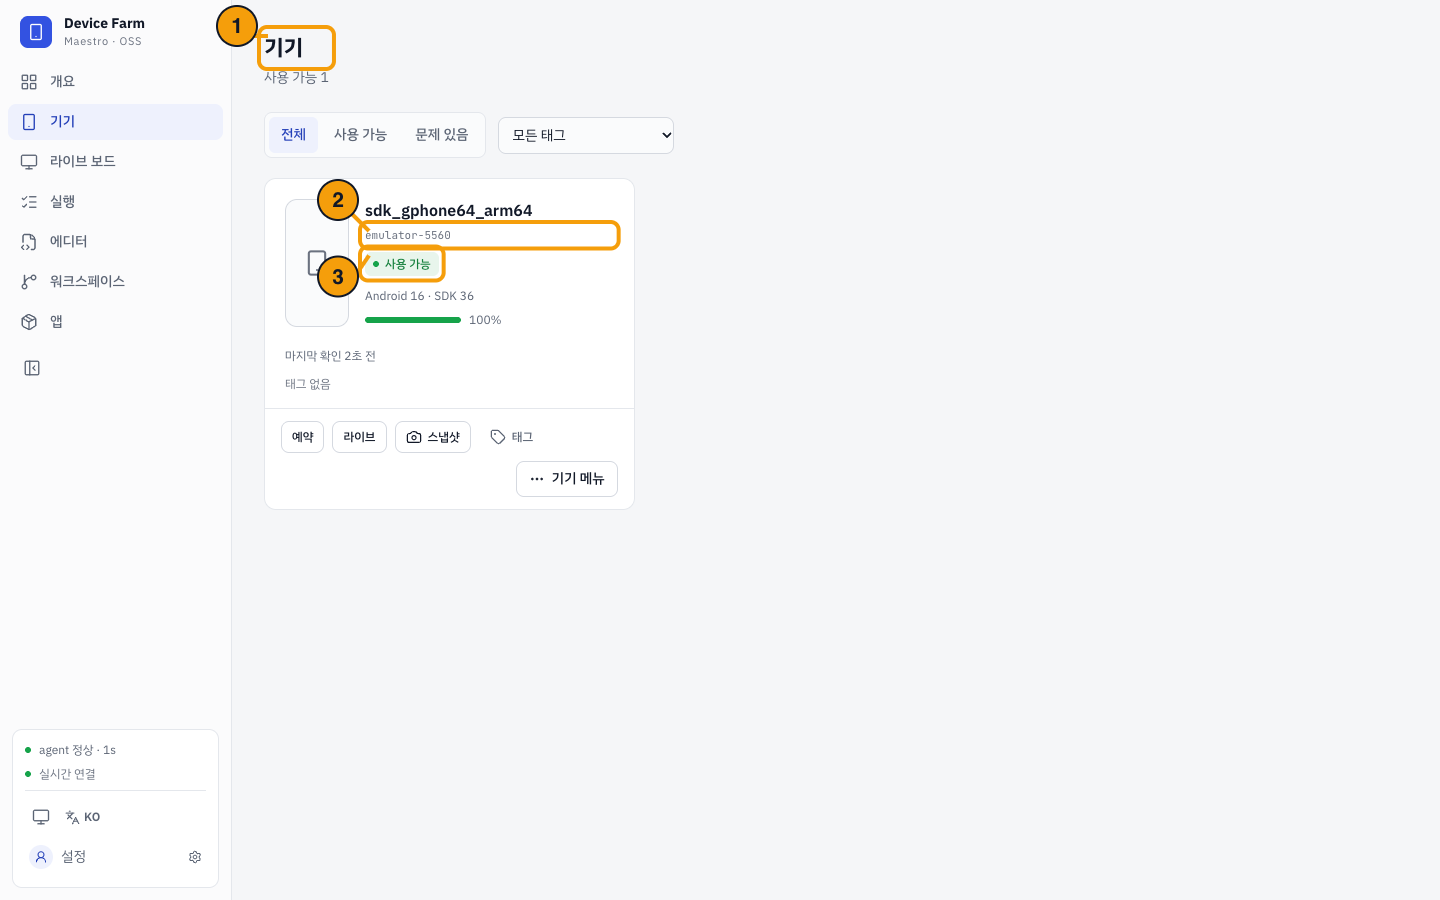 Device Farm
Maestro · OSS
개요
기기
라이브 보드
실행
에디터
워크스페이스
앱
agent 정상 · 1s
실시간 연결
KO
설정
1
기기
사용 가능 1
전체 사용 가능 문제 있음 모든 태그
2
sdk_gphone64_arm64
emulator-5560
3
사용 가능
Android 16 · SDK 36
100%
마지막 확인 2초 전
태그 없음
예약 라이브 스냅샷 태그
기기 메뉴